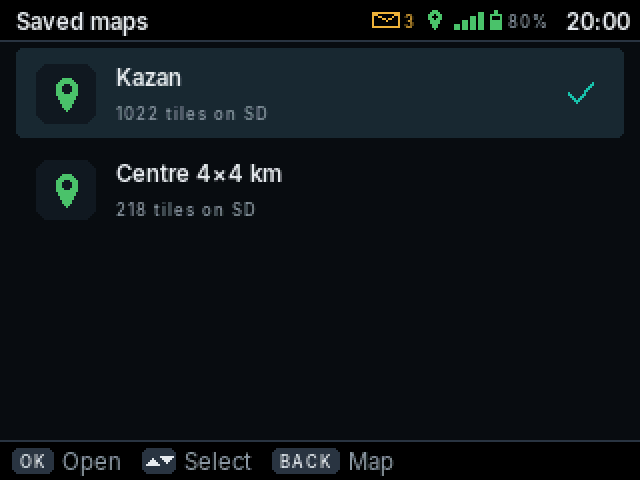 Saved maps 3 80% 20:00
Kazan
1022 tiles on SD
Centre 4×4 km
218 tiles on SD
OK Open Select BACK Map